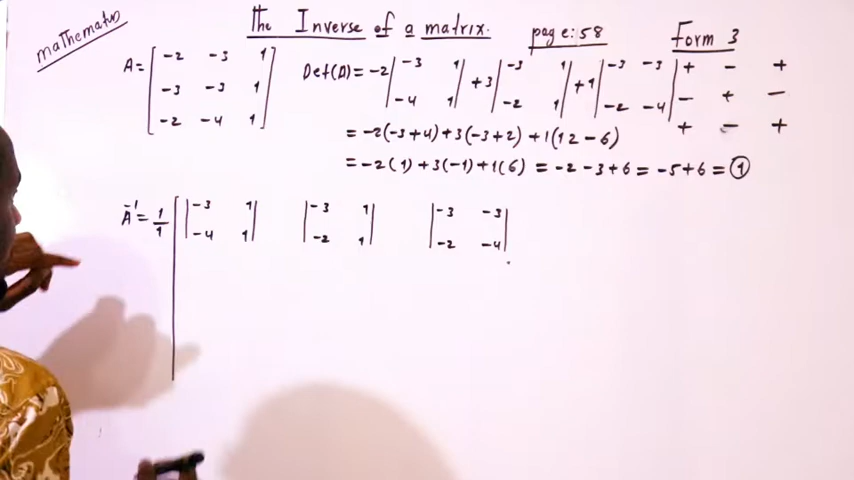 mathematics
The Inverse of a matrix.
page: 58
Form 3
A = [ -2 -3 1
-3 -3 1
-2 -4 1 ]
Det(A) = -2 | -3 1 | + 3 | -3 1 | + 1 | -3 -3 |
| -4 1 | | -2 1 | | -2 -4 |
+ - +
- + -
+ - +
= -2(-3+4) + 3(-3+2) + 1(12-6)
= -2(1) + 3(-1) + 1(6) = -2 - 3 + 6 = -5 + 6 = 1
A⁻¹ = 1/1 [ | -3 1 | | -3 1 | | -3 -3 |
| -4 1 | | -2 1 | | -2 -4 |